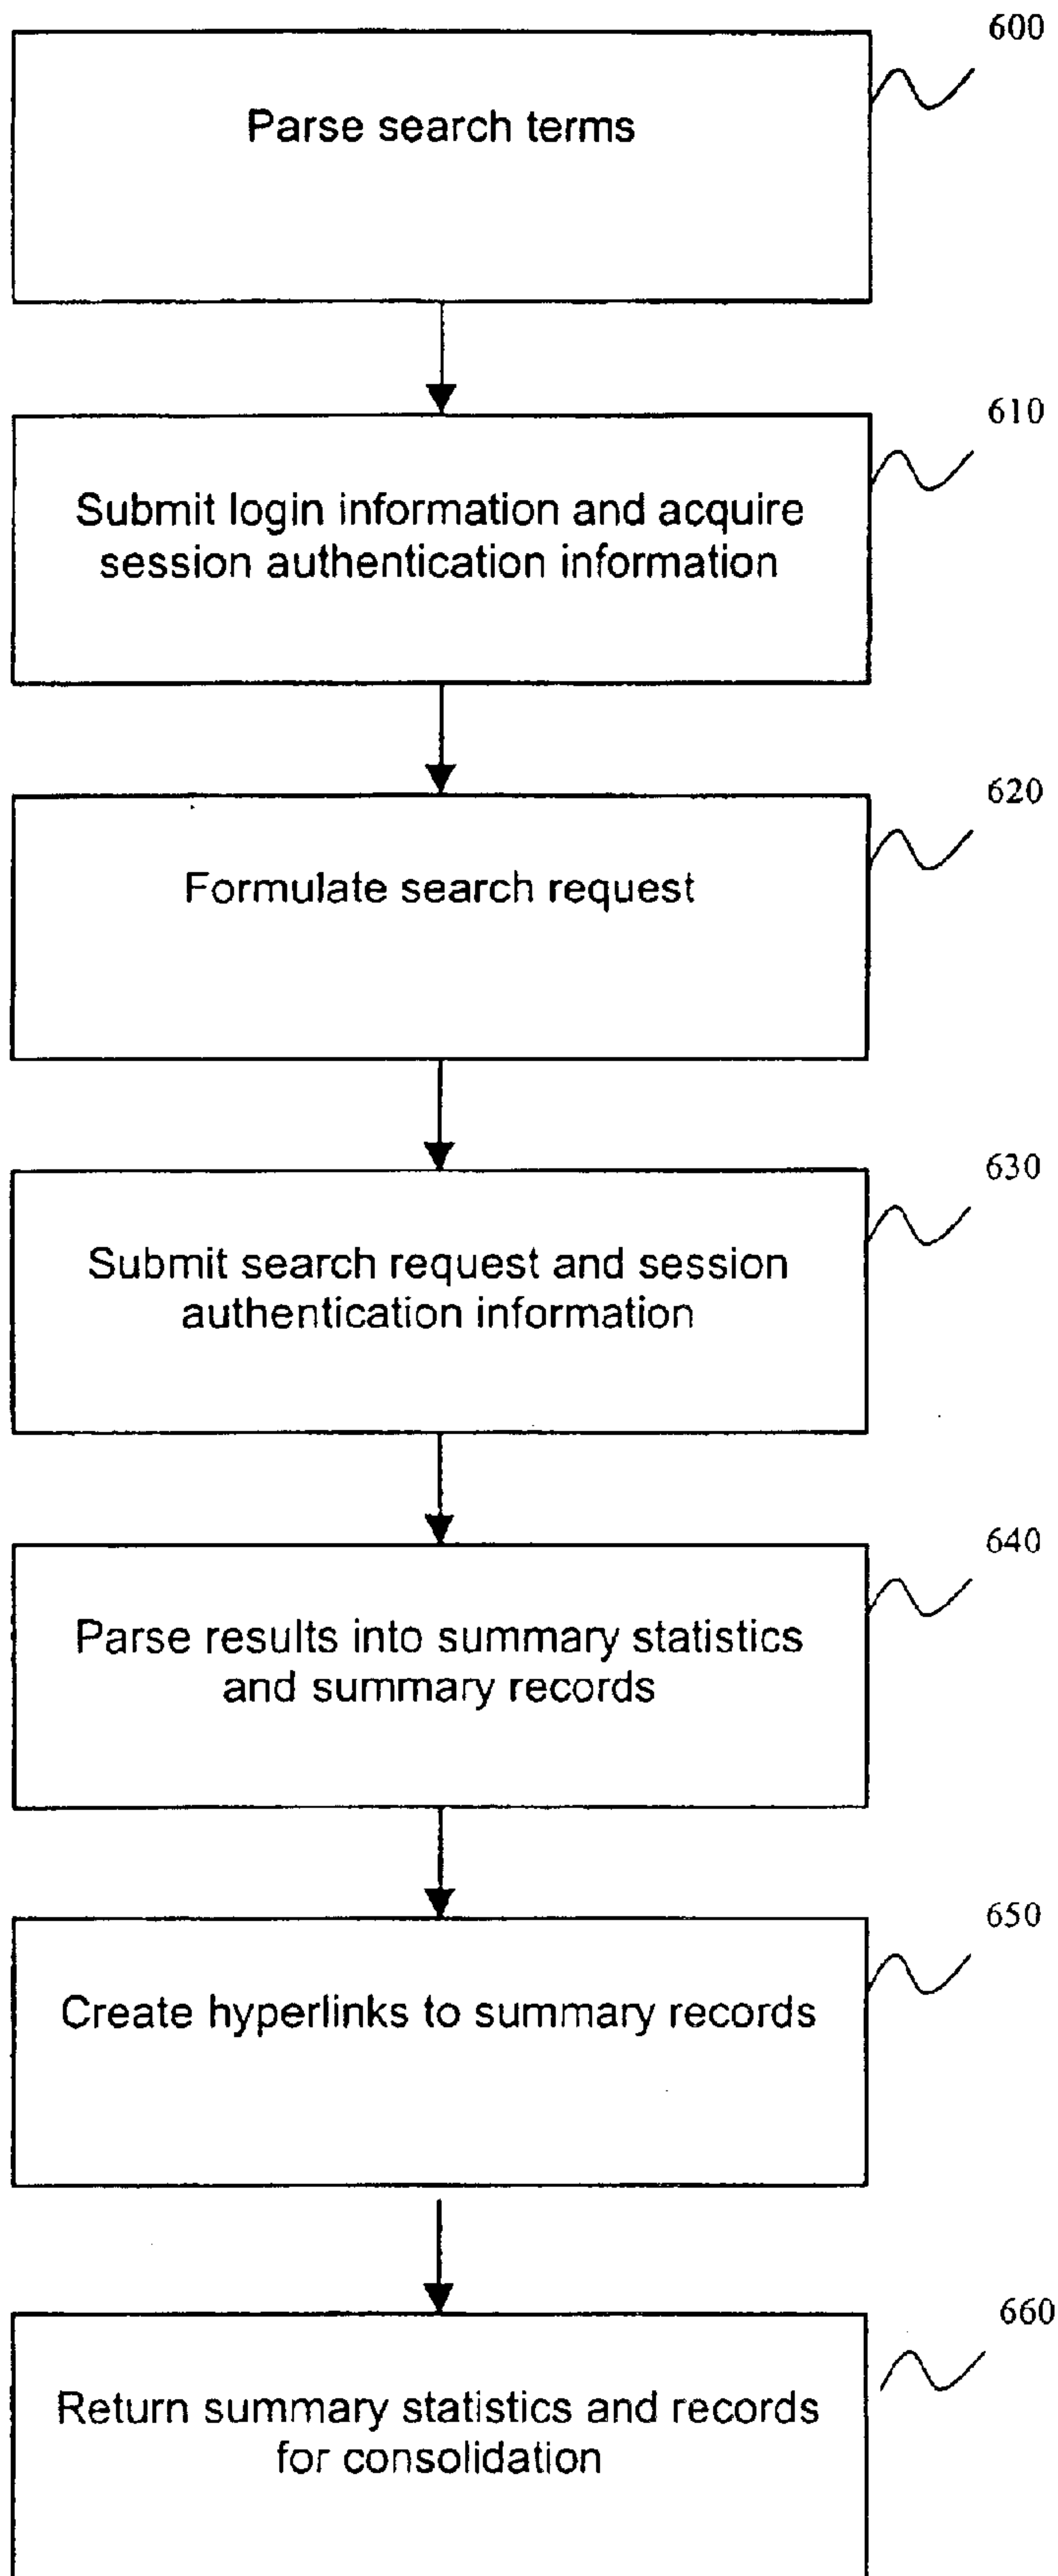 600
Parse search terms
610
Submit login information and acquire
session authentication information
620
Formulate search request
630
Submit search request and session
authentication information
640
Parse results into summary statistics
and summary records
650
Create hyperlinks to summary records
660
Return summary statistics and records
for consolidation